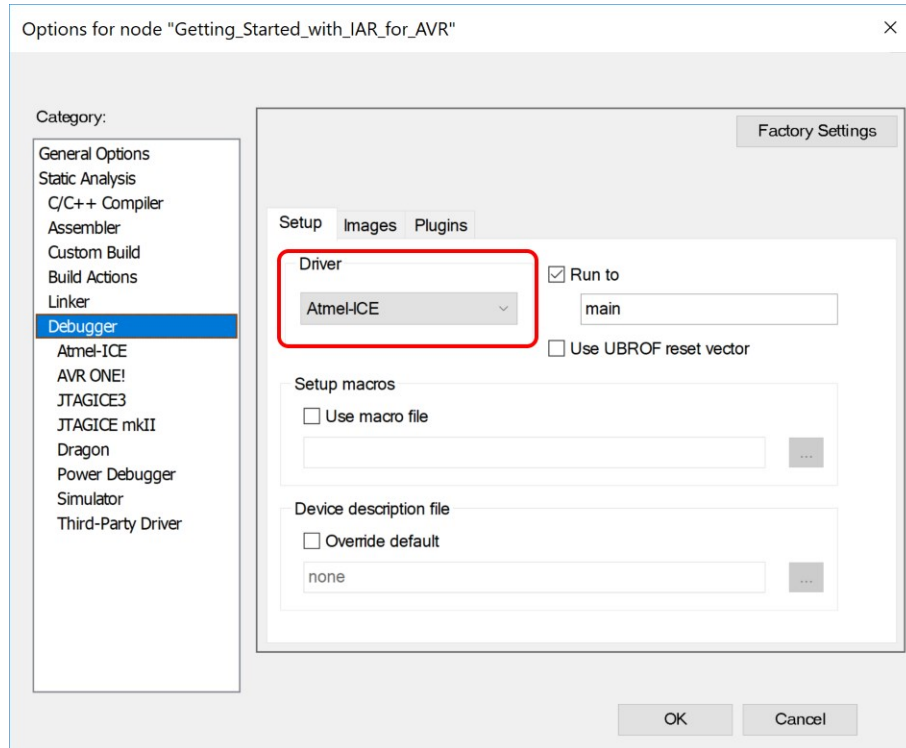 Options for node "Getting_Started_with_IAR_for_AVR"
Category:
General Options
Static Analysis
C/C++ Compiler
Assembler
Custom Build
Build Actions
Linker
Debugger
Atmel-ICE
AVR ONE!
JTAGICE3
JTAGICE mkII
Dragon
Power Debugger
Simulator
Third-Party Driver
Factory Settings
Setup Images Plugins
Driver
Atmel-ICE
Run to
main
Use UBROF reset vector
Setup macros
Use macro file
...
Device description file
Override default
none
...
OK Cancel